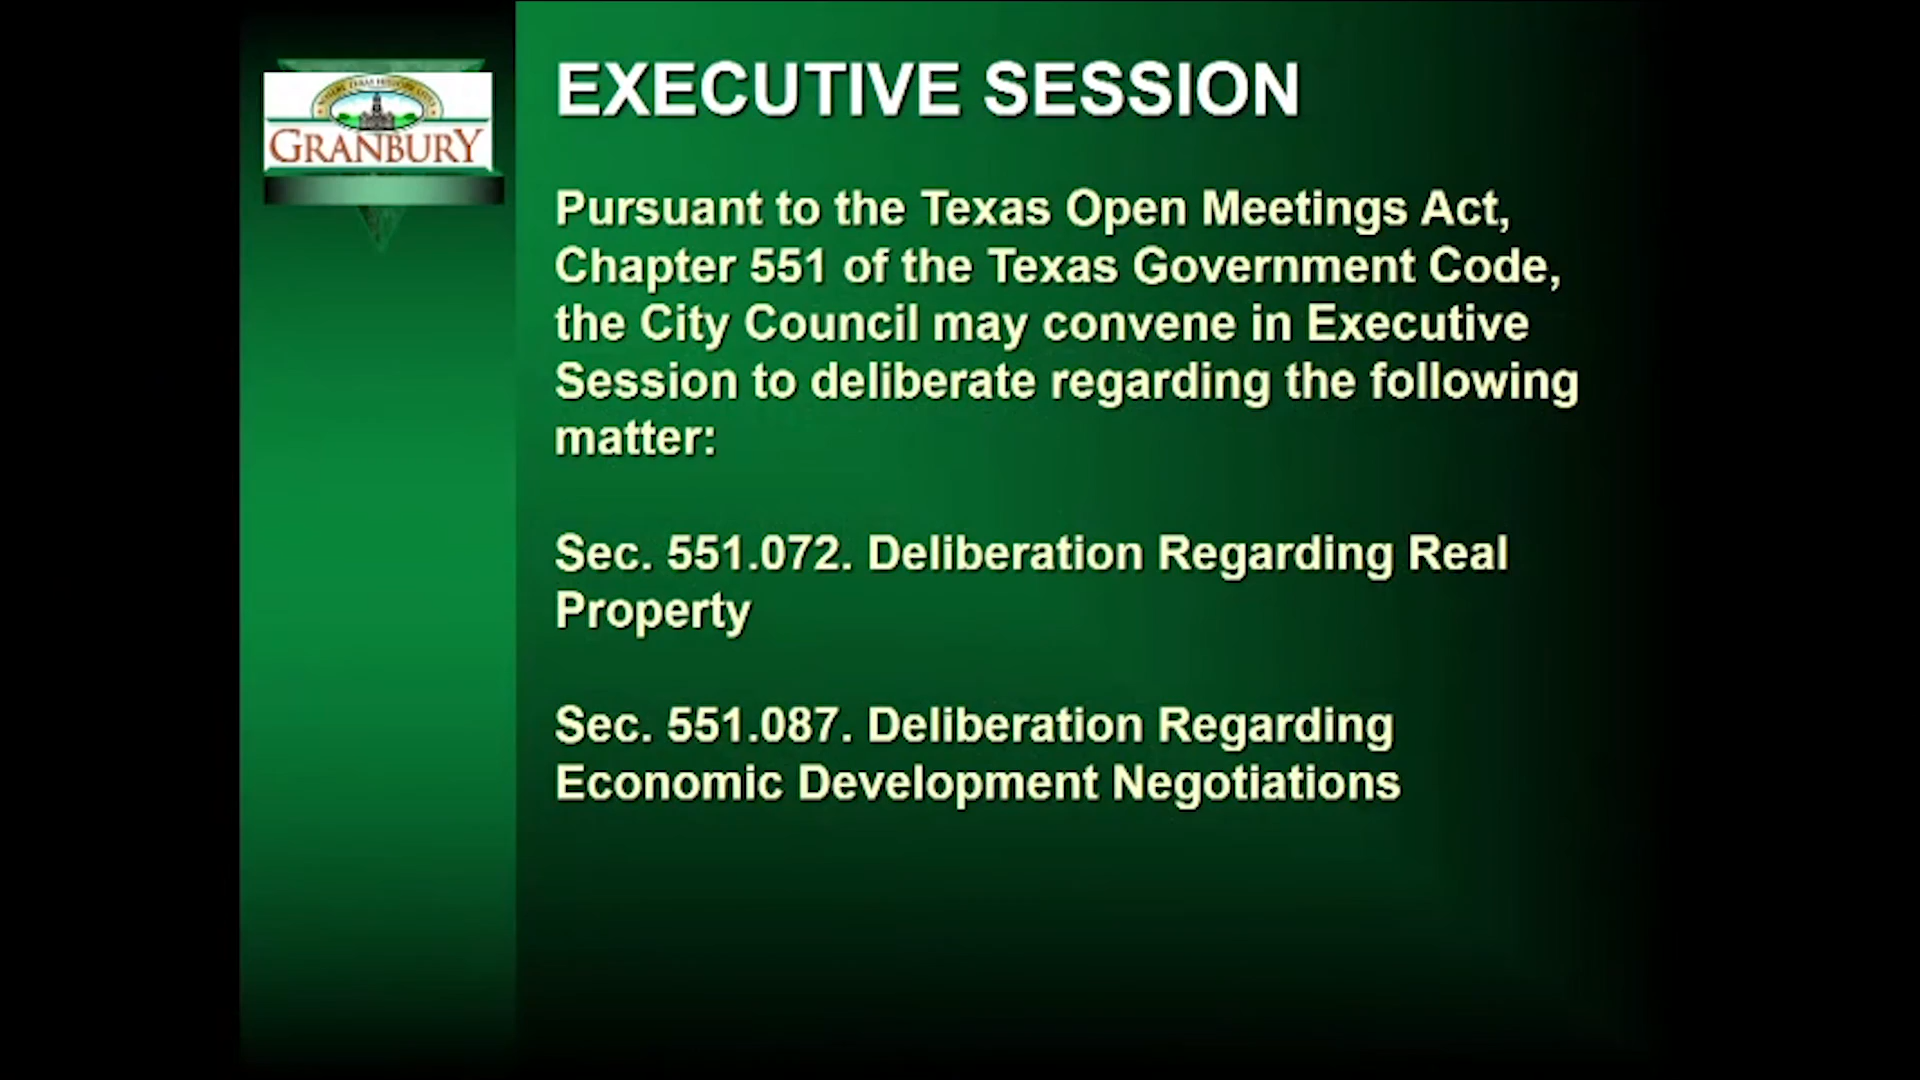 GRANBURY
EXECUTIVE SESSION
Pursuant to the Texas Open Meetings Act,
Chapter 551 of the Texas Government Code,
the City Council may convene in Executive
Session to deliberate regarding the following
matter:
Sec. 551.072. Deliberation Regarding Real
Property
Sec. 551.087. Deliberation Regarding
Economic Development Negotiations